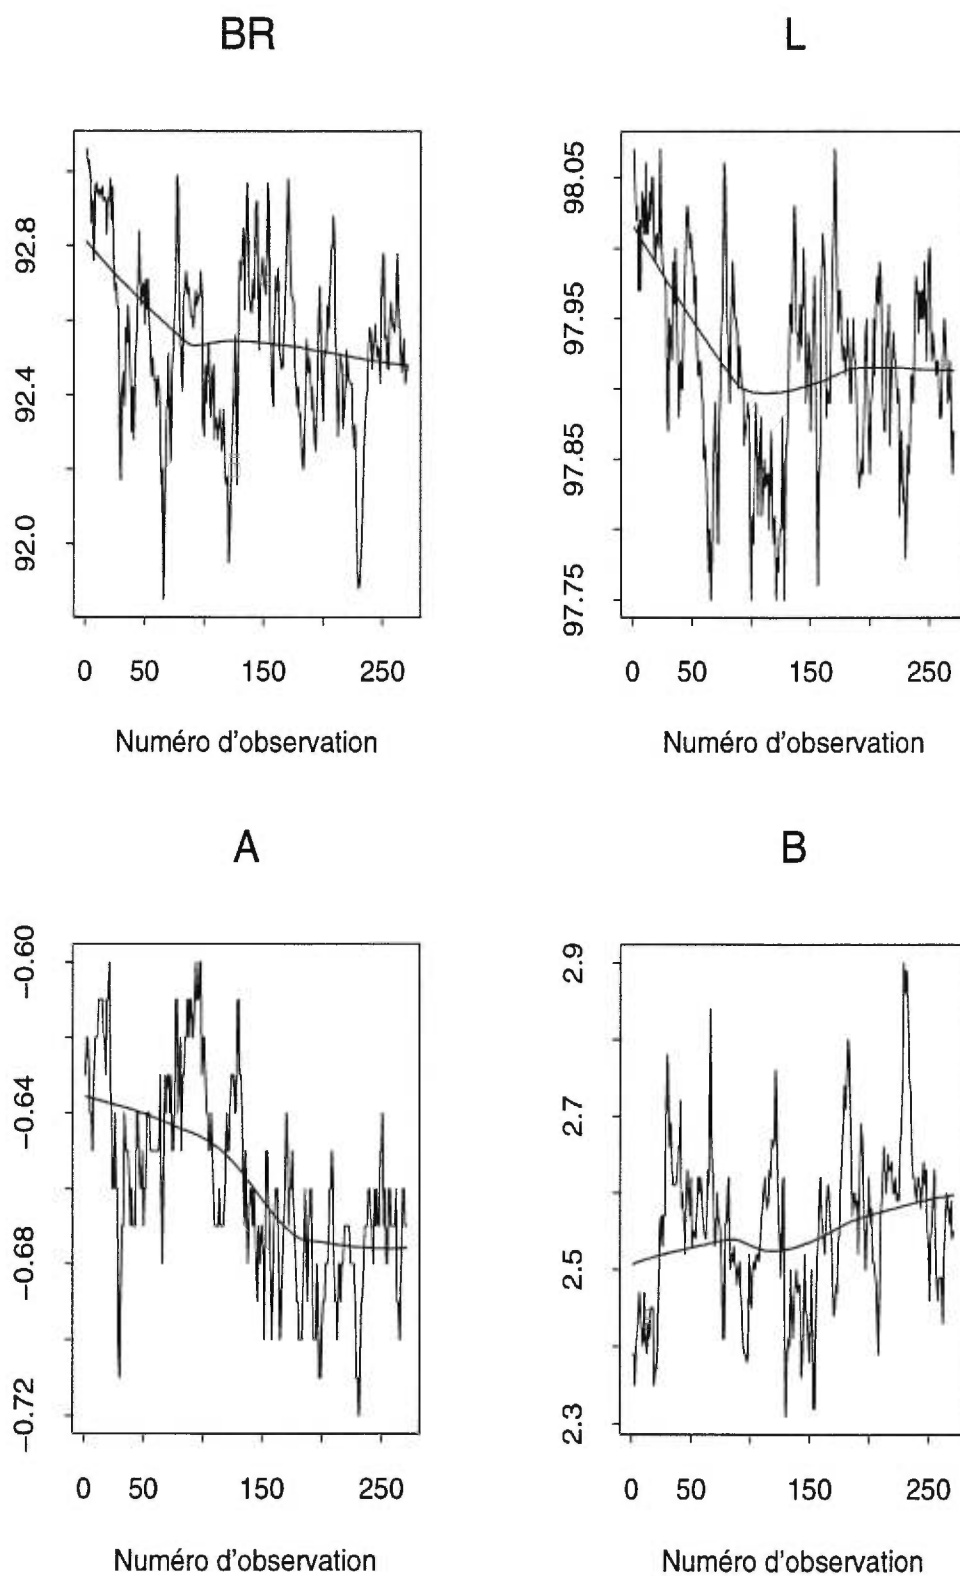 BR
L
92.8
92.4
92.0
0 50 150 250
Numéro d'observation
98.05
97.95
97.85
97.75
0 50 150 250
Numéro d'observation
A
B
−0.60
−0.64
−0.68
−0.72
0 50 150 250
Numéro d'observation
2.9
2.7
2.5
2.3
0 50 150 250
Numéro d'observation